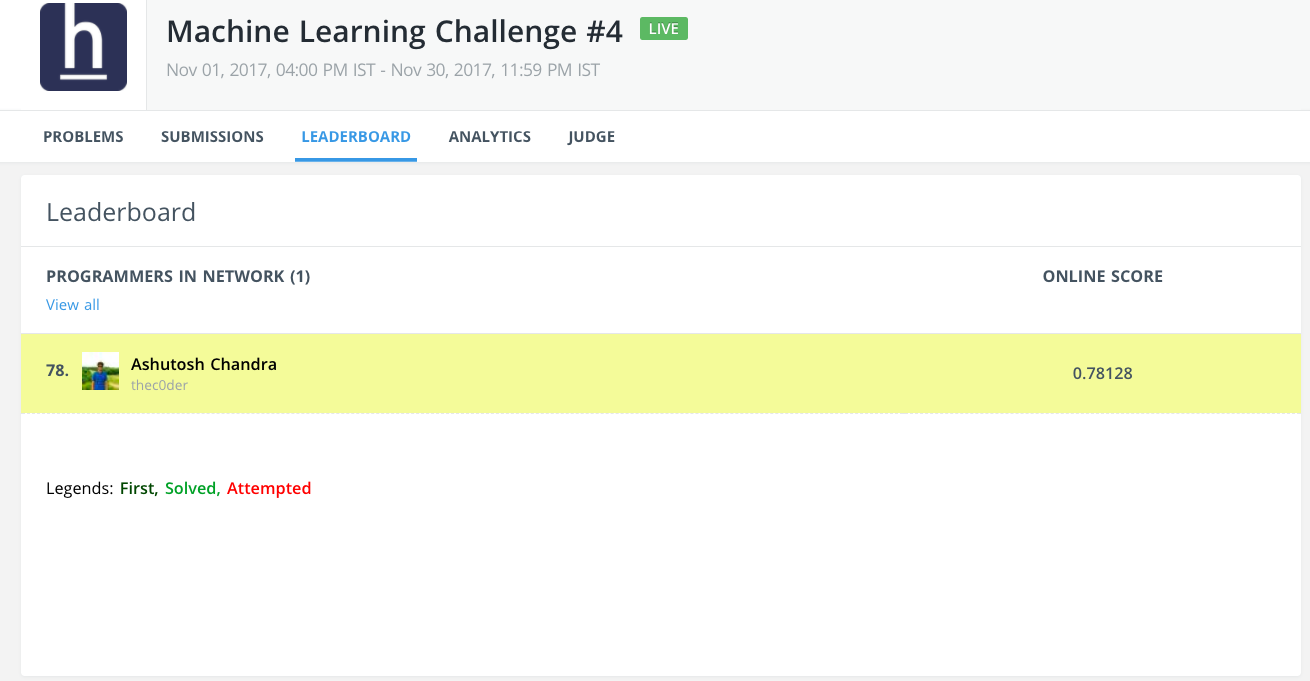 h
Machine Learning Challenge #4 LIVE
Nov 01, 2017, 04:00 PM IST - Nov 30, 2017, 11:59 PM IST
PROBLEMS SUBMISSIONS LEADERBOARD ANALYTICS JUDGE
Leaderboard
PROGRAMMERS IN NETWORK (1) ONLINE SCORE
View all
78. Ashutosh Chandra 0.78128
thec0der
Legends: First, Solved, Attempted